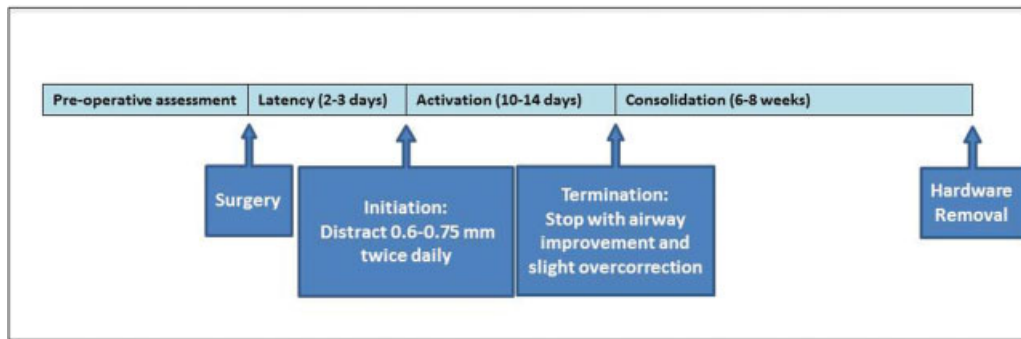 Pre-operative assessment
Latency (2-3 days)
Activation (10-14 days)
Consolidation (6-8 weeks)
Surgery
Initiation:
Distract 0.6-0.75 mm
twice daily
Termination:
Stop with airway
improvement and
slight overcorrection
Hardware
Removal